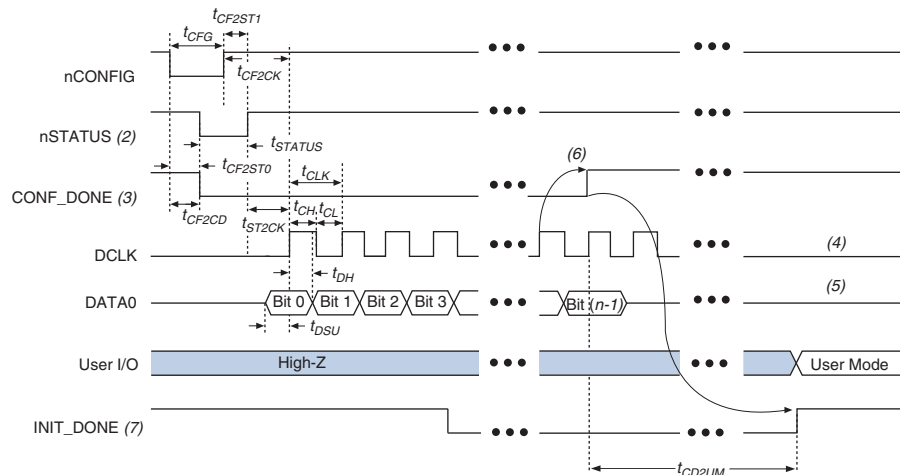 tCF2ST1
tCFG
nCONFIG
tCF2CK
nSTATUS (2)
tSTATUS
tCF2ST0
(6)
tCLK
CONF_DONE (3)
tCF2CD
tCH
tCL
tST2CK
DCLK
(4)
tDH
DATA0
Bit 0
Bit 1
Bit 2
Bit 3
Bit (n-1)
(5)
tDSU
User I/O
High-Z
User Mode
INIT_DONE (7)
tCD2UM